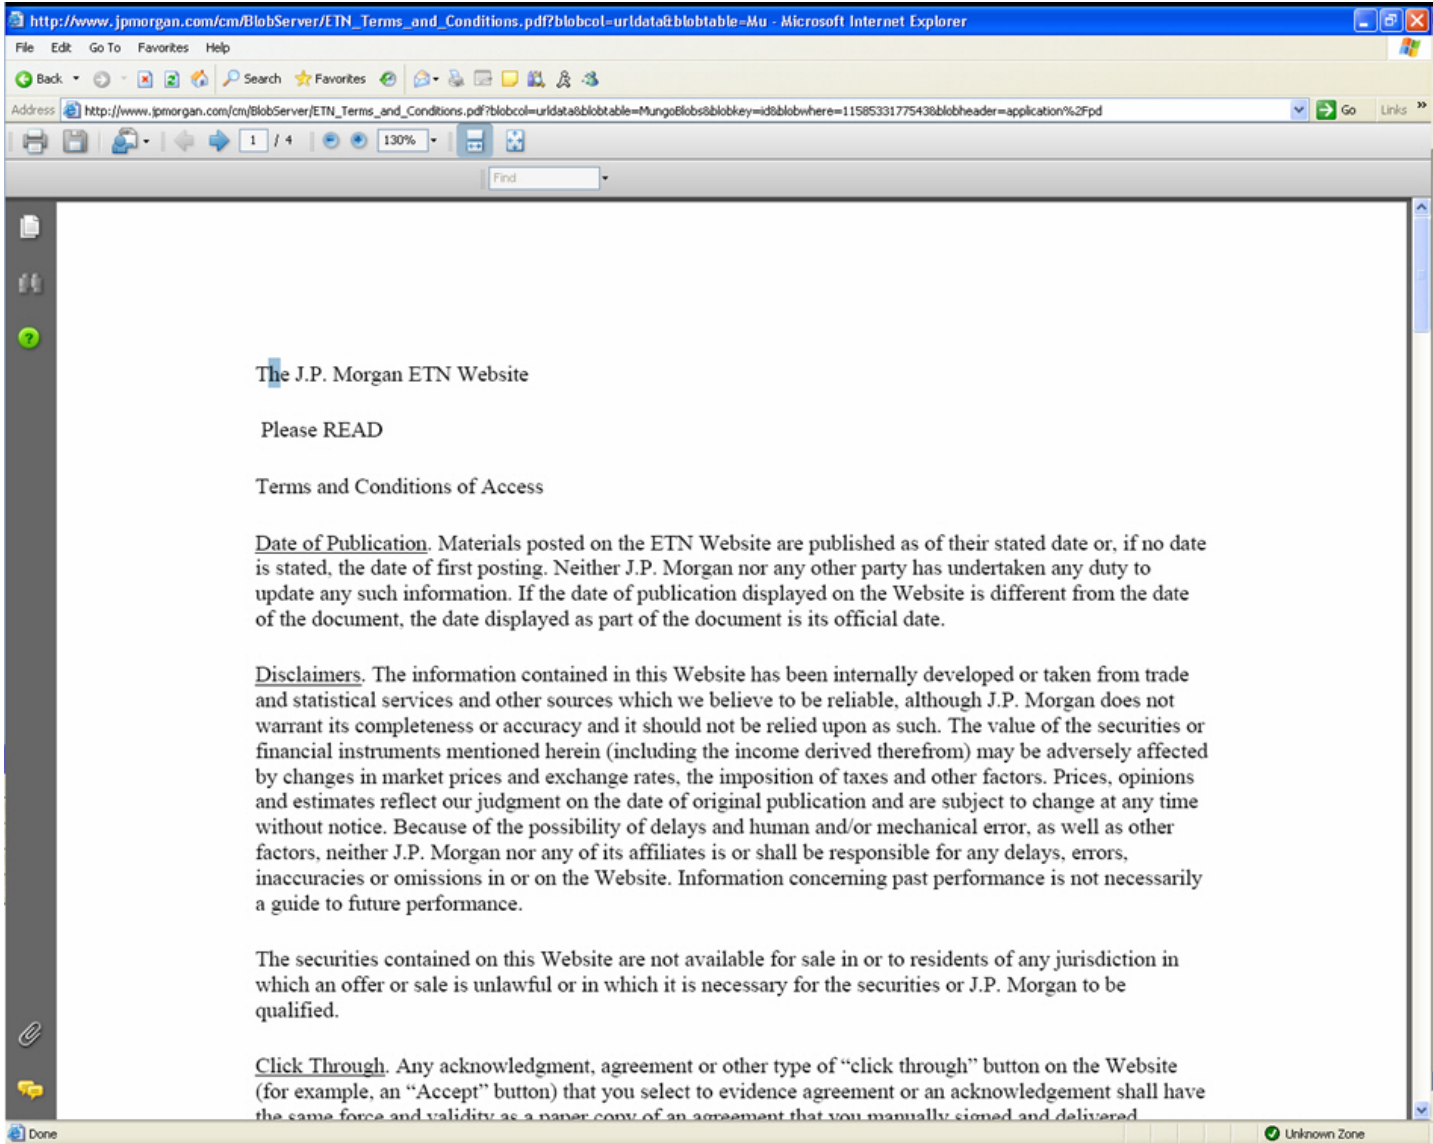 http://www.jpmorgan.com/cm/BlobServer/ETN_Terms_and_Conditions.pdf?blobcol=urldata&blobtable=Mu - Microsoft Internet Explorer
File Edit Go To Favorites Help
Back Search Favorites
Address http://www.jpmorgan.com/cm/BlobServer/ETN_Terms_and_Conditions.pdf?blobcol=urldata&blobtable=MungoBlobs&blobkey=id&blobwhere=1158533177543&blobheader=application%2Fpd Go Links »
1 / 4 130%
Find
The J.P. Morgan ETN Website
Please READ
Terms and Conditions of Access
Date of Publication. Materials posted on the ETN Website are published as of their stated date or, if no date
is stated, the date of first posting. Neither J.P. Morgan nor any other party has undertaken any duty to
update any such information. If the date of publication displayed on the Website is different from the date
of the document, the date displayed as part of the document is its official date.
Disclaimers. The information contained in this Website has been internally developed or taken from trade
and statistical services and other sources which we believe to be reliable, although J.P. Morgan does not
warrant its completeness or accuracy and it should not be relied upon as such. The value of the securities or
financial instruments mentioned herein (including the income derived therefrom) may be adversely affected
by changes in market prices and exchange rates, the imposition of taxes and other factors. Prices, opinions
and estimates reflect our judgment on the date of original publication and are subject to change at any time
without notice. Because of the possibility of delays and human and/or mechanical error, as well as other
factors, neither J.P. Morgan nor any of its affiliates is or shall be responsible for any delays, errors,
inaccuracies or omissions in or on the Website. Information concerning past performance is not necessarily
a guide to future performance.
The securities contained on this Website are not available for sale in or to residents of any jurisdiction in
which an offer or sale is unlawful or in which it is necessary for the securities or J.P. Morgan to be
qualified.
Click Through. Any acknowledgment, agreement or other type of “click through” button on the Website
(for example, an “Accept” button) that you select to evidence agreement or an acknowledgement shall have
the same force and validity as a paper copy of an agreement that you manually signed and delivered
Done Unknown Zone